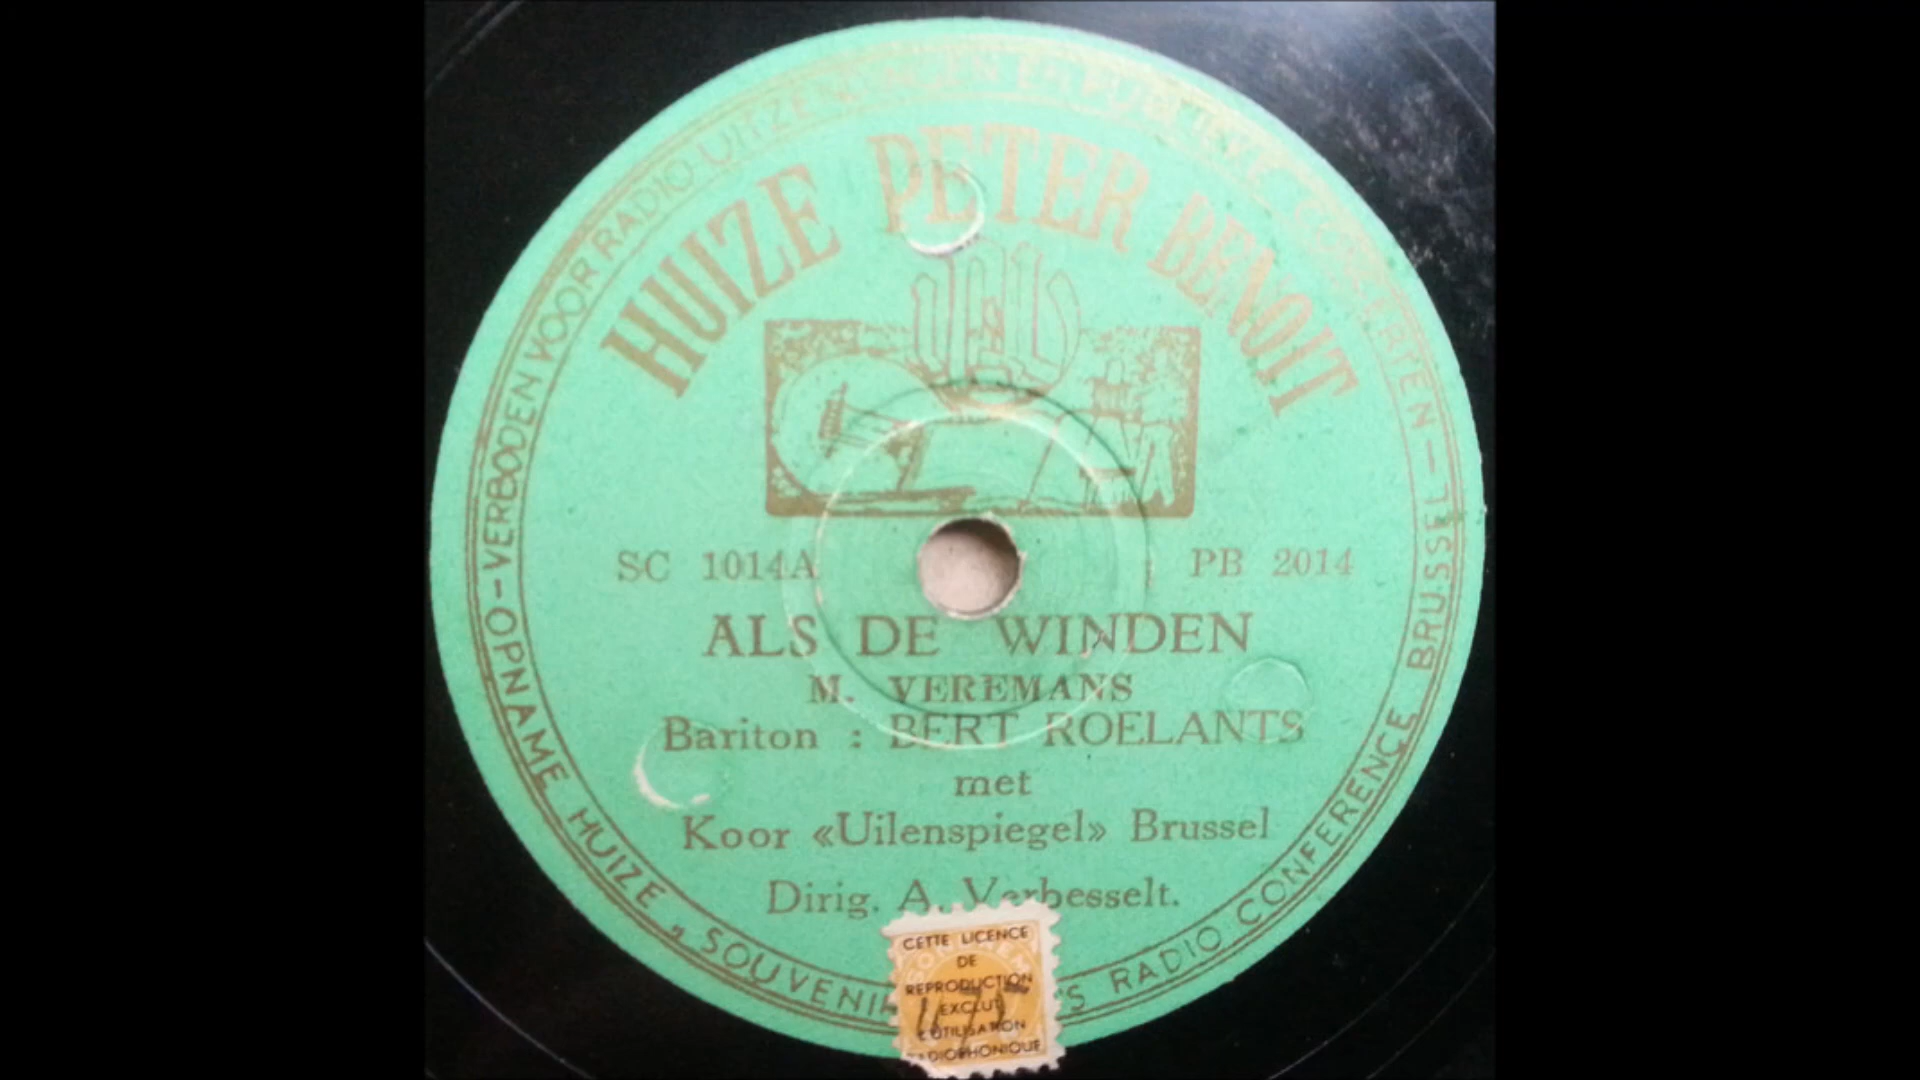 HUIZE PETER BENOIT
SC 1014A
PB 2014
ALS DE WINDEN
M. VEREMANS
Bariton : BERT ROELANTS
met
Koor «Uilenspiegel» Brussel
Dirig. A. Verbesselt.
OPNAME HUIZE „ SOUVENIR RADIO CONFERENCE BRUSSEL — VERBODEN VOOR RADIO-UITZENDINGEN
CETTE LICENCE
DE
REPRODUCTION
EXCLUT
L'UTILISATION
RADIOPHONIQUE